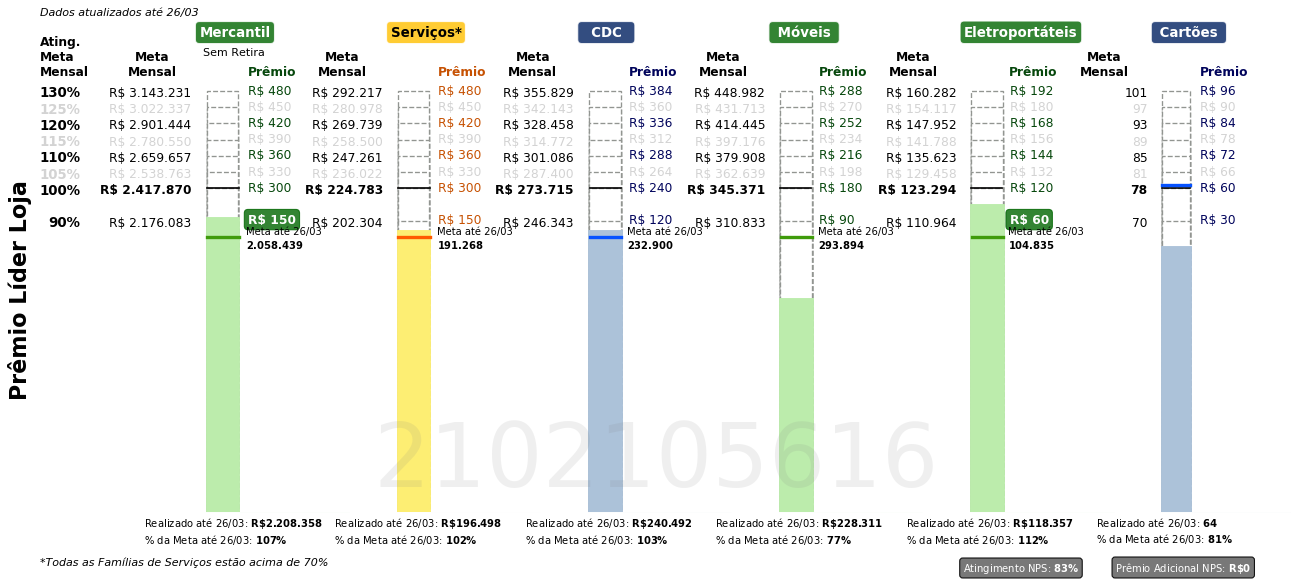 Dados atualizados até 26/03
Mercantil Serviços* CDC Móveis Eletroportáteis Cartões
Sem Retira
Ating. Meta Mensal
Meta Mensal Prêmio Meta Mensal Prêmio Meta Mensal Prêmio Meta Mensal Prêmio Meta Mensal Prêmio Meta Mensal Prêmio
130% R$ 3.143.231 R$ 480 R$ 292.217 R$ 480 R$ 355.829 R$ 384 R$ 448.982 R$ 288 R$ 160.282 R$ 192 101 R$ 96
125% R$ 3.022.337 R$ 450 R$ 280.978 R$ 450 R$ 342.143 R$ 360 R$ 431.713 R$ 270 R$ 154.117 R$ 180 97 R$ 90
120% R$ 2.901.444 R$ 420 R$ 269.739 R$ 420 R$ 328.458 R$ 336 R$ 414.445 R$ 252 R$ 147.952 R$ 168 93 R$ 84
115% R$ 2.780.550 R$ 390 R$ 258.500 R$ 390 R$ 314.772 R$ 312 R$ 397.176 R$ 234 R$ 141.788 R$ 156 89 R$ 78
110% R$ 2.659.657 R$ 360 R$ 247.261 R$ 360 R$ 301.086 R$ 288 R$ 379.908 R$ 216 R$ 135.623 R$ 144 85 R$ 72
105% R$ 2.538.763 R$ 330 R$ 236.022 R$ 330 R$ 287.400 R$ 264 R$ 362.639 R$ 198 R$ 129.458 R$ 132 81 R$ 66
100% R$ 2.417.870 R$ 300 R$ 224.783 R$ 300 R$ 273.715 R$ 240 R$ 345.371 R$ 180 R$ 123.294 R$ 120 78 R$ 60
90% R$ 2.176.083 R$ 150 R$ 202.304 R$ 150 R$ 246.343 R$ 120 R$ 310.833 R$ 90 R$ 110.964 R$ 60 70 R$ 30
Meta até 26/03 Meta até 26/03 Meta até 26/03 Meta até 26/03 Meta até 26/03
2.058.439 191.268 232.900 293.894 104.835
Prêmio Líder Loja
2102105616
Realizado até 26/03: R$2.208.358 Realizado até 26/03: R$196.498 Realizado até 26/03: R$240.492 Realizado até 26/03: R$228.311 Realizado até 26/03: R$118.357 Realizado até 26/03: 64
% da Meta até 26/03: 107% % da Meta até 26/03: 102% % da Meta até 26/03: 103% % da Meta até 26/03: 77% % da Meta até 26/03: 112% % da Meta até 26/03: 81%
*Todas as Famílias de Serviços estão acima de 70%
Atingimento NPS: 83% Prêmio Adicional NPS: R$0